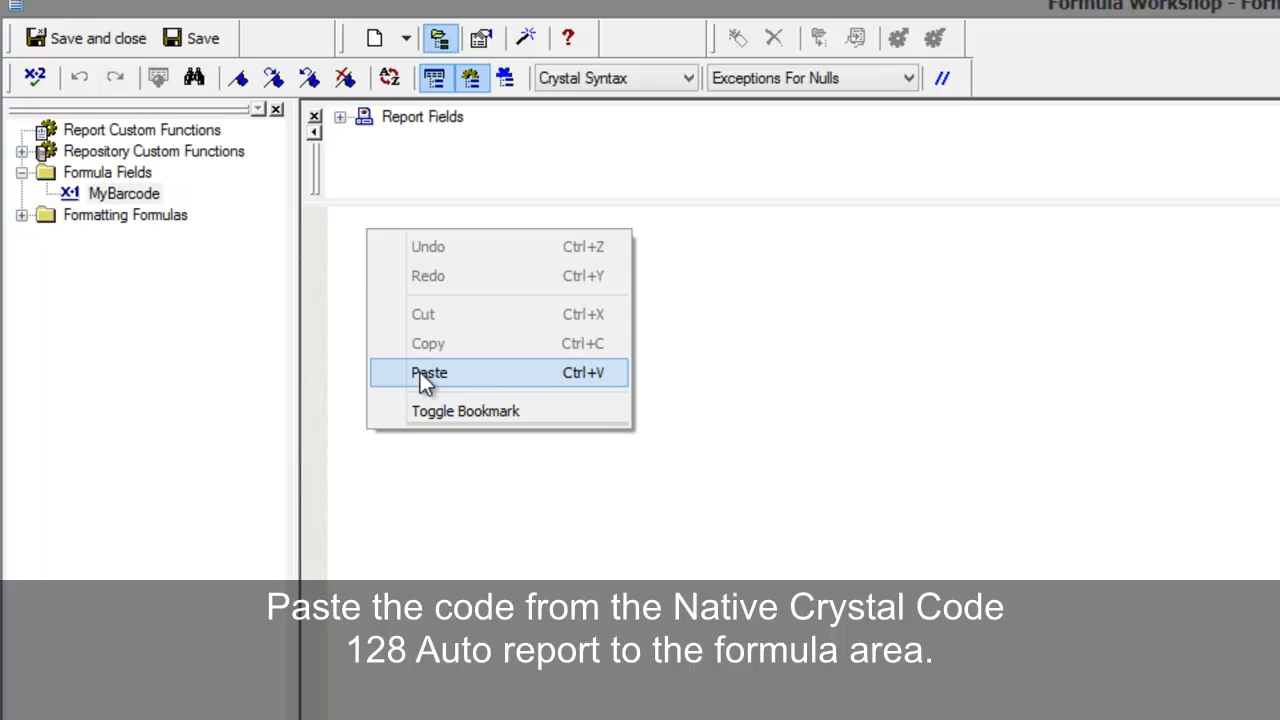 Formula Workshop - Form
Save and close
Save
Crystal Syntax
Exceptions For Nulls
Report Custom Functions
Repository Custom Functions
Formula Fields
MyBarcode
Formatting Formulas
Report Fields
Undo Ctrl+Z
Redo Ctrl+Y
Cut Ctrl+X
Copy Ctrl+C
Paste Ctrl+V
Toggle Bookmark
Paste the code from the Native Crystal Code
128 Auto report to the formula area.